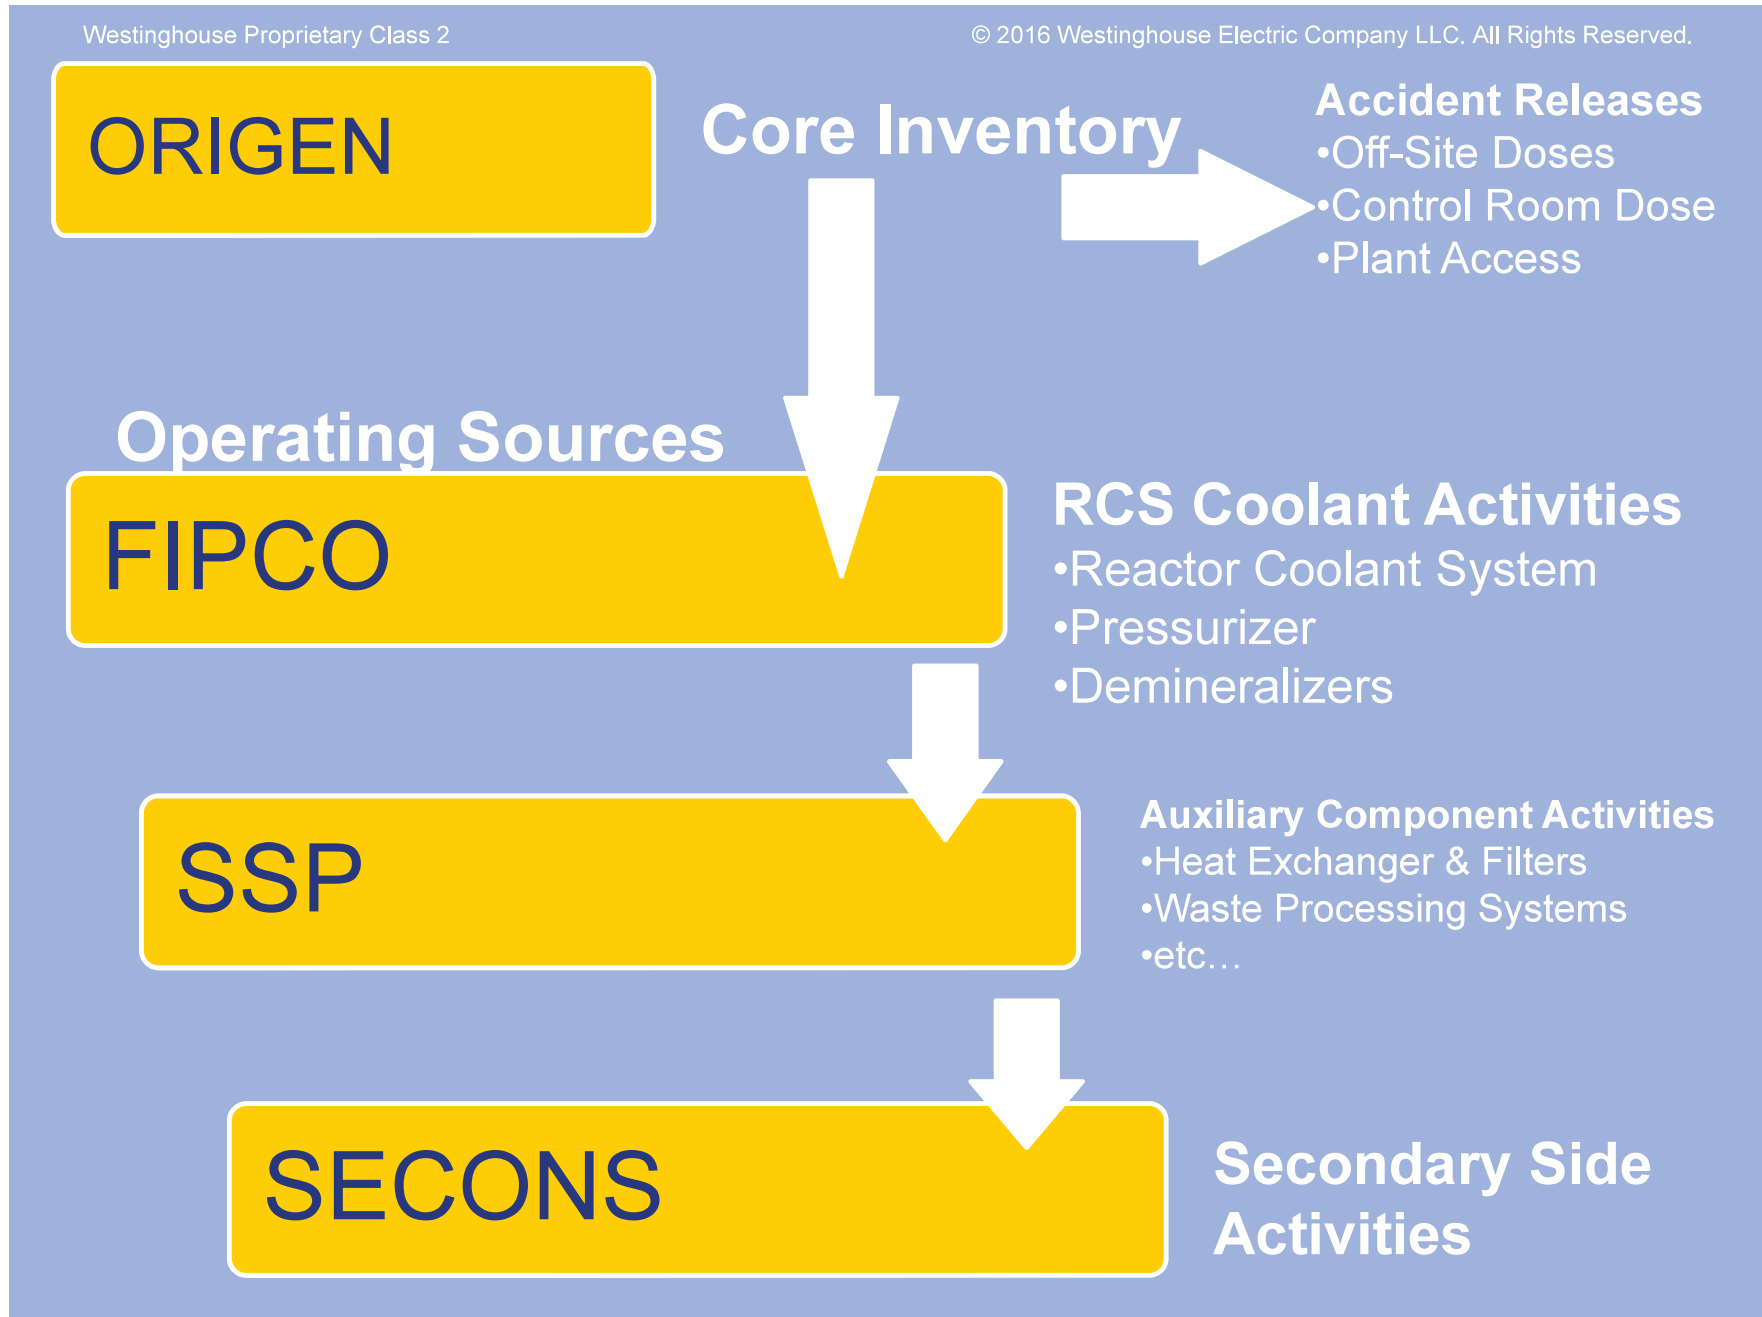 Westinghouse Proprietary Class 2
© 2016 Westinghouse Electric Company LLC. All Rights Reserved.
ORIGEN
Core Inventory
Accident Releases
•Off-Site Doses
•Control Room Dose
•Plant Access
Operating Sources
FIPCO
RCS Coolant Activities
•Reactor Coolant System
•Pressurizer
•Demineralizers
SSP
Auxiliary Component Activities
•Heat Exchanger & Filters
•Waste Processing Systems
•etc…
SECONS
Secondary Side
Activities